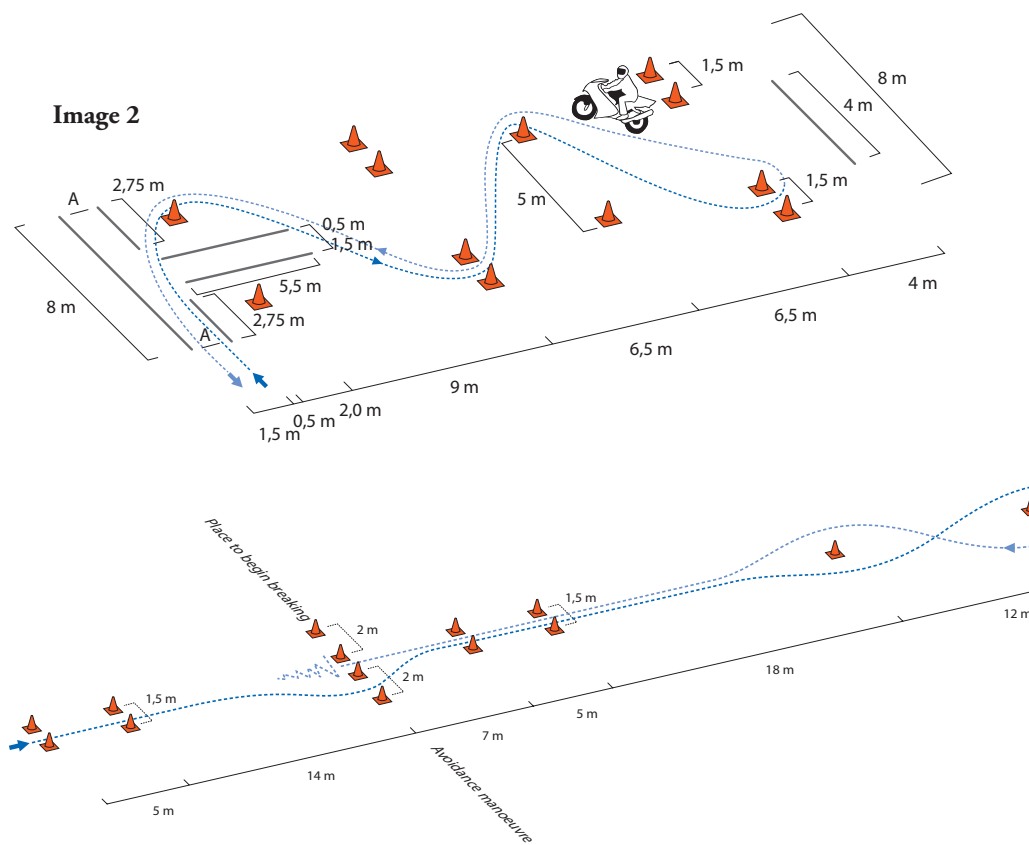 Image 2
1,5 m
8 m
4 m
1,5 m
5 m
2,75 m
A
0,5 m
1,5 m
5,5 m
2,75 m
A
8 m
4 m
6,5 m
6,5 m
9 m
2,0 m
0,5 m
1,5 m
Place to begin breaking
2 m
2 m
1,5 m
1,5 m
12 m
18 m
5 m
7 m
14 m
5 m
Avoidance manoeuvre